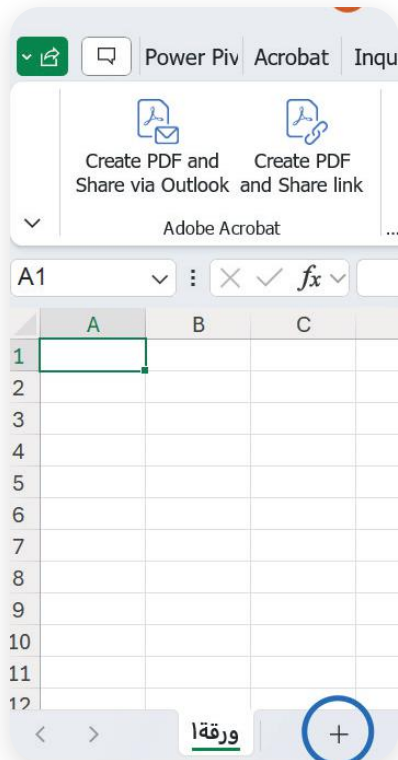 Power Piv Acrobat Inqu
Create PDF and Share via Outlook
Create PDF and Share link
Adobe Acrobat
...
A1 fx
A B C
1
2
3
4
5
6
7
8
9
10
11
12
ورقة١ +